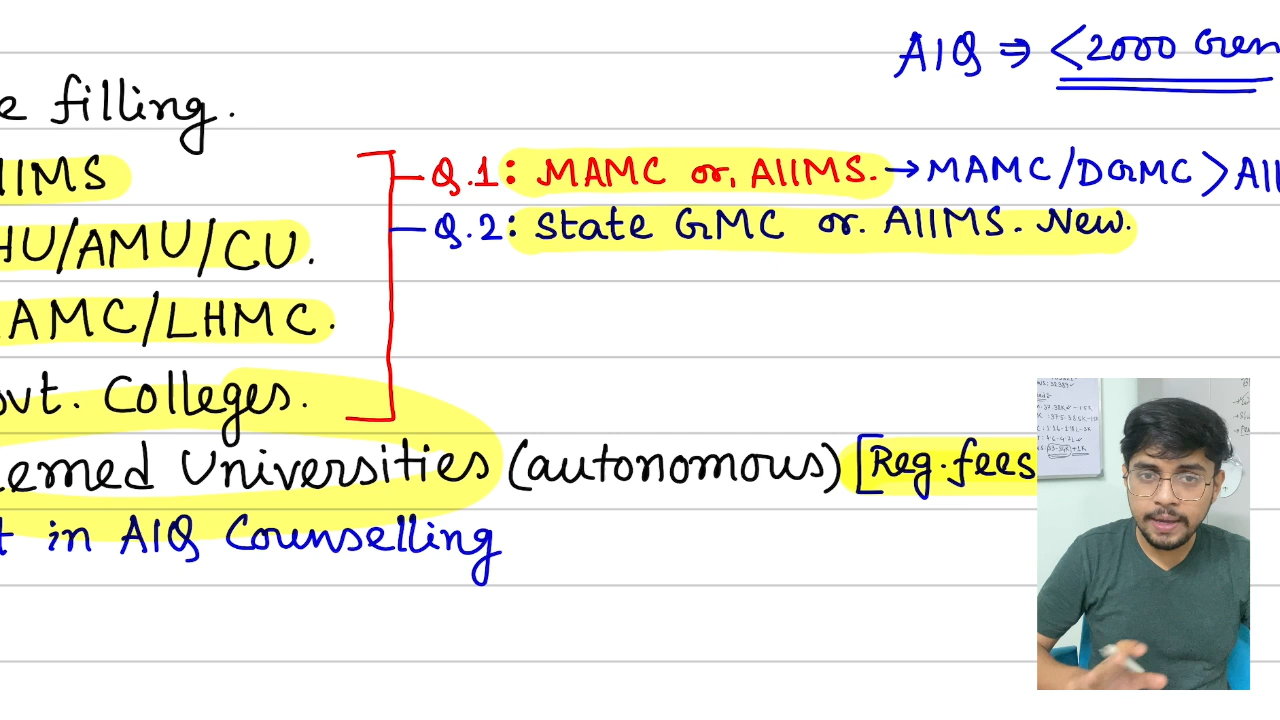 AIQ ⇒ <2000 Gen
e filling.
IIMS
Q.1: MAMC or, AIIMS. → MAMC/DGMC > AII
Q.2: State GMC or. AIIMS. New.
HU/AMU/CU.
AMC/LHMC.
ovt. Colleges.
emed Universities (autonomous) [Reg. fees
t in AIQ Counselling